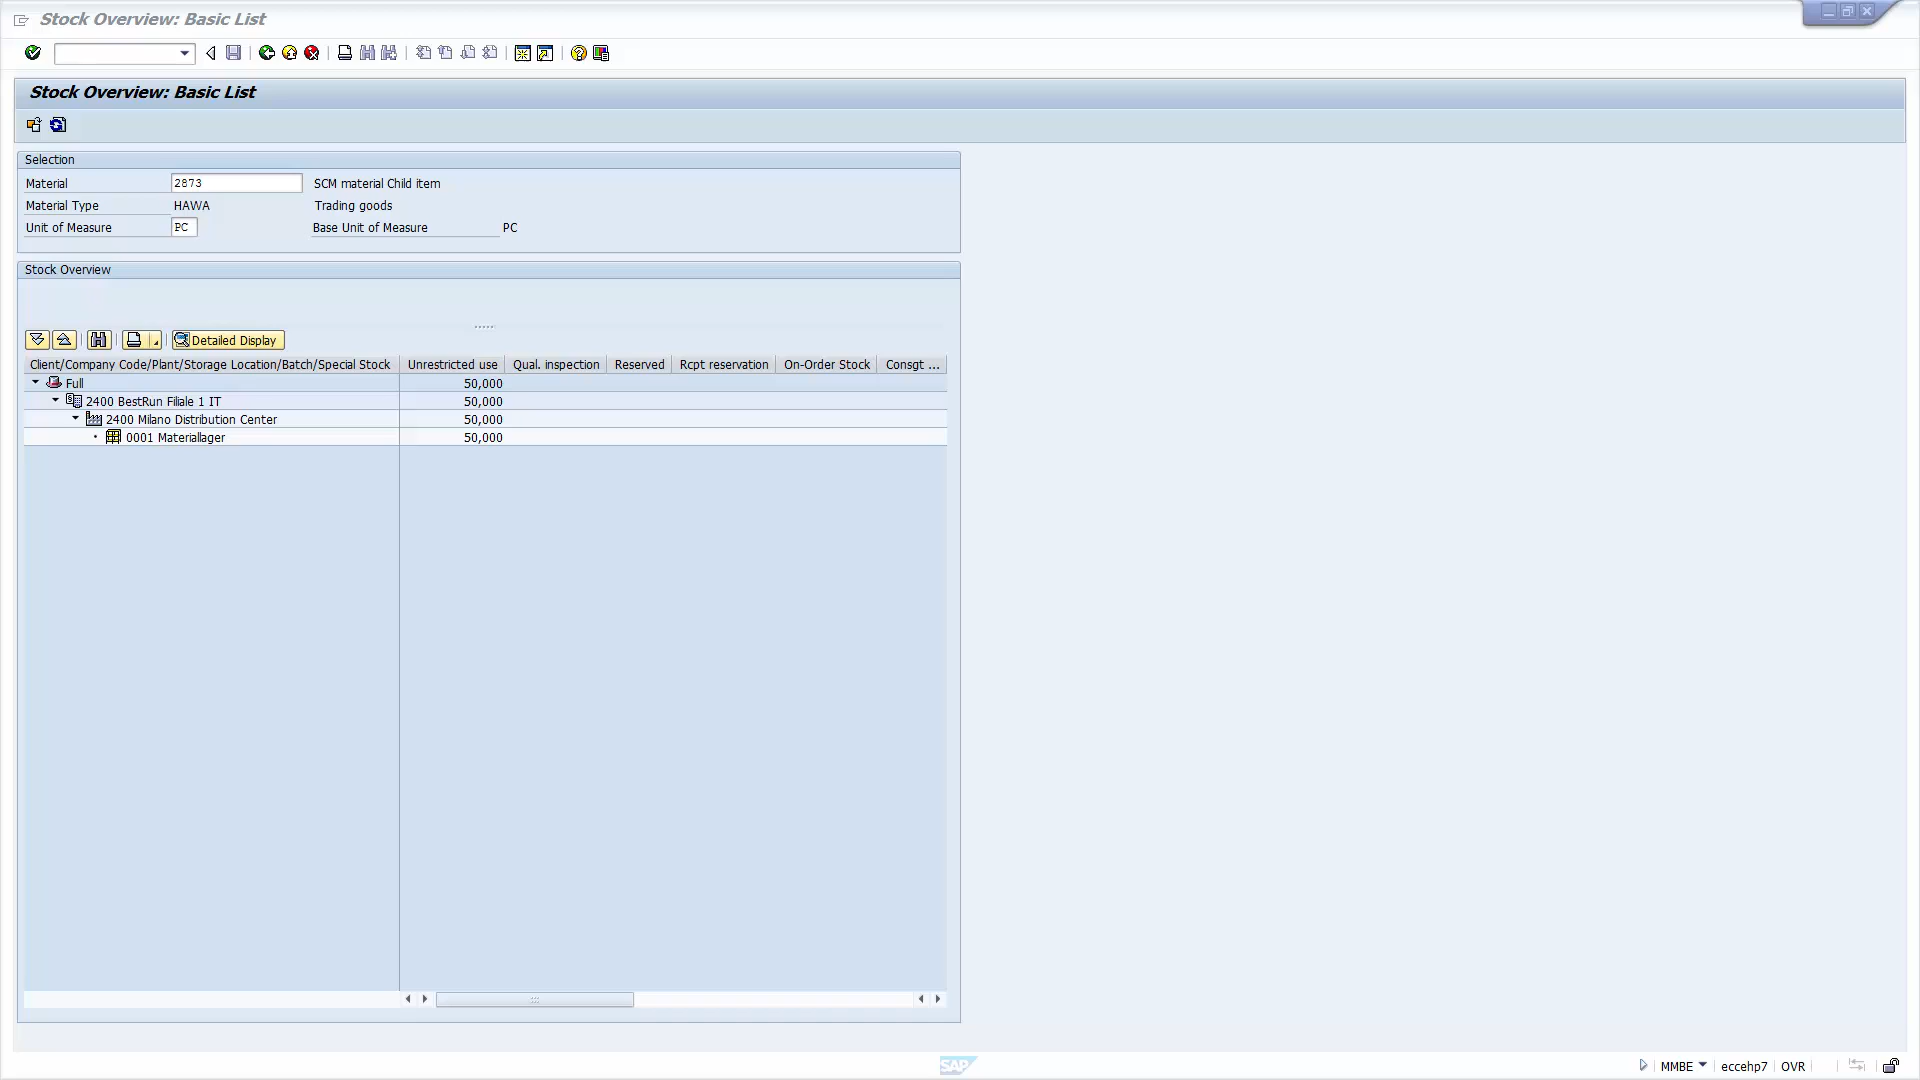 Stock Overview: Basic List
Stock Overview: Basic List
Selection
Material 2873 SCM material Child item
Material Type HAWA Trading goods
Unit of Measure PC Base Unit of Measure PC
Stock Overview
Detailed Display
Client/Company Code/Plant/Storage Location/Batch/Special Stock Unrestricted use Qual. inspection Reserved Rcpt reservation On-Order Stock Consgt ...
Full 50,000
2400 BestRun Filiale 1 IT 50,000
2400 Milano Distribution Center 50,000
0001 Materiallager 50,000
SAP MMBE eccehp7 OVR